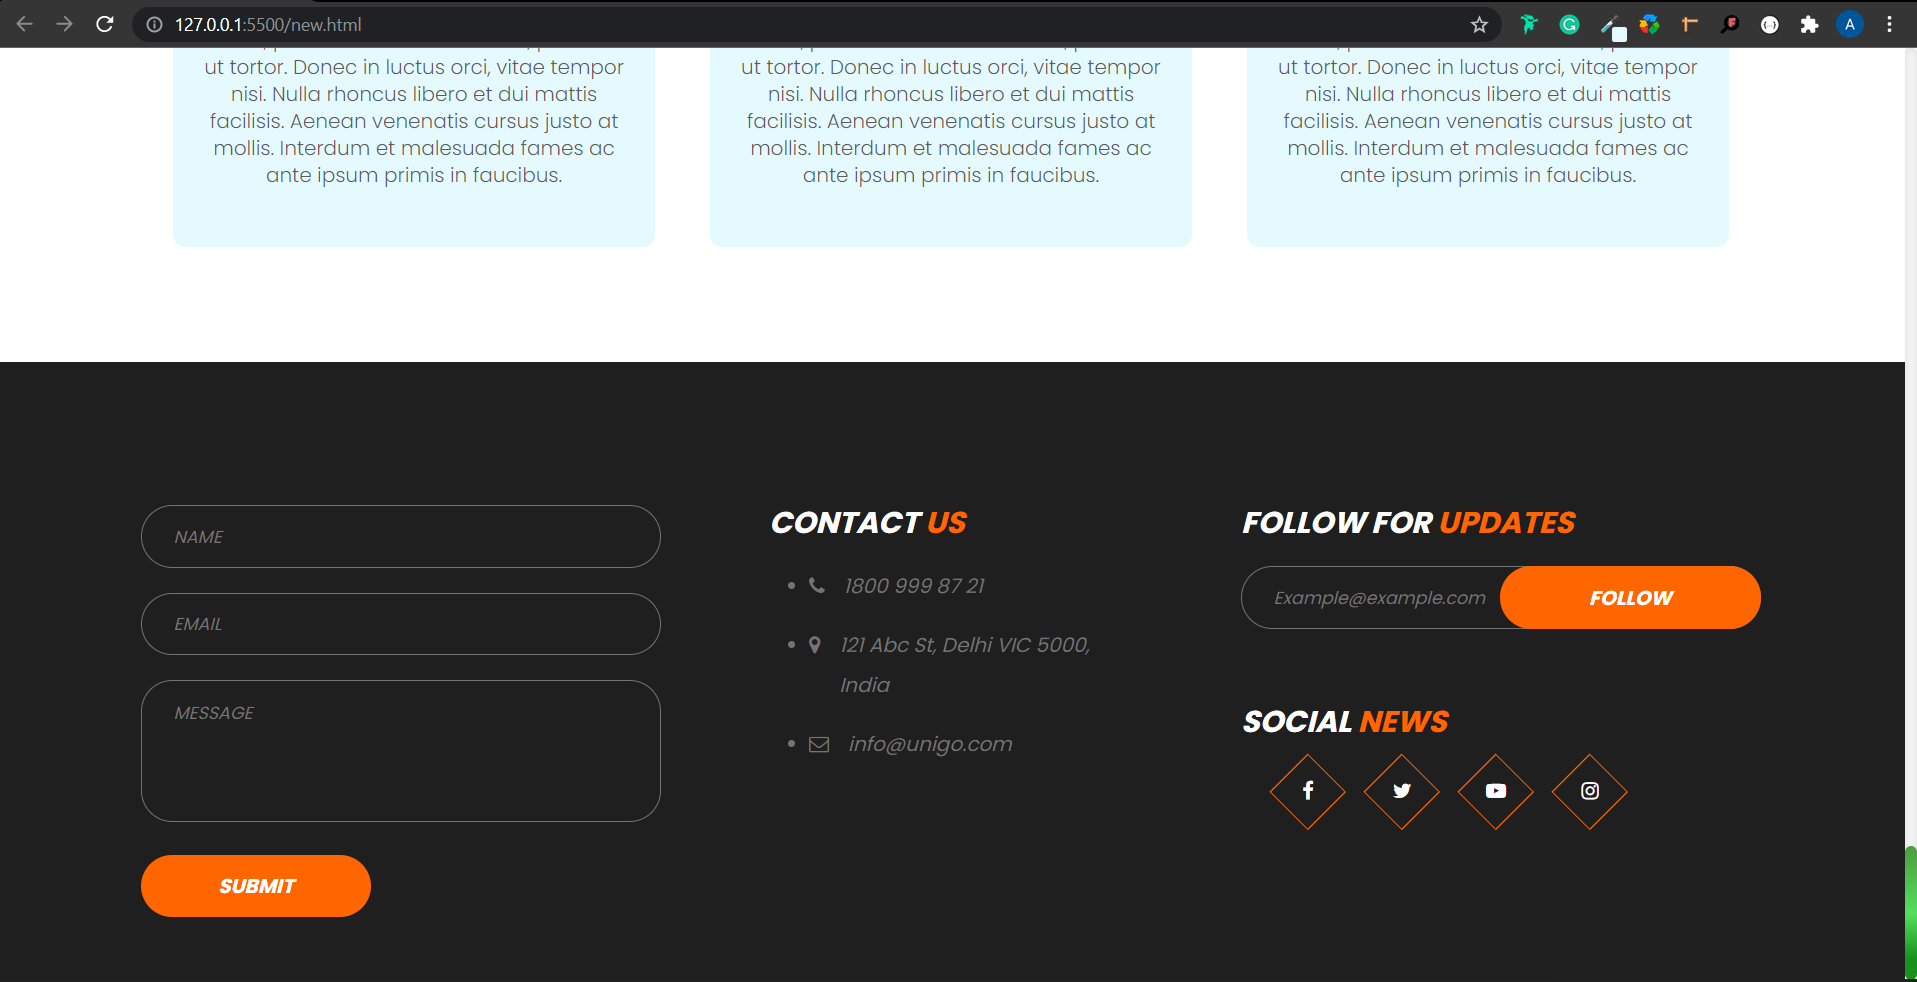 127.0.0.1:5500/new.html
A
ut tortor. Donec in luctus orci, vitae tempor
nisi. Nulla rhoncus libero et dui mattis
facilisis. Aenean venenatis cursus justo at
mollis. Interdum et malesuada fames ac
ante ipsum primis in faucibus.
ut tortor. Donec in luctus orci, vitae tempor
nisi. Nulla rhoncus libero et dui mattis
facilisis. Aenean venenatis cursus justo at
mollis. Interdum et malesuada fames ac
ante ipsum primis in faucibus.
ut tortor. Donec in luctus orci, vitae tempor
nisi. Nulla rhoncus libero et dui mattis
facilisis. Aenean venenatis cursus justo at
mollis. Interdum et malesuada fames ac
ante ipsum primis in faucibus.
NAME
EMAIL
MESSAGE
SUBMIT
CONTACT US
1800 999 87 21
121 Abc St, Delhi VIC 5000,
India
info@unigo.com
FOLLOW FOR UPDATES
Example@example.com
FOLLOW
SOCIAL NEWS